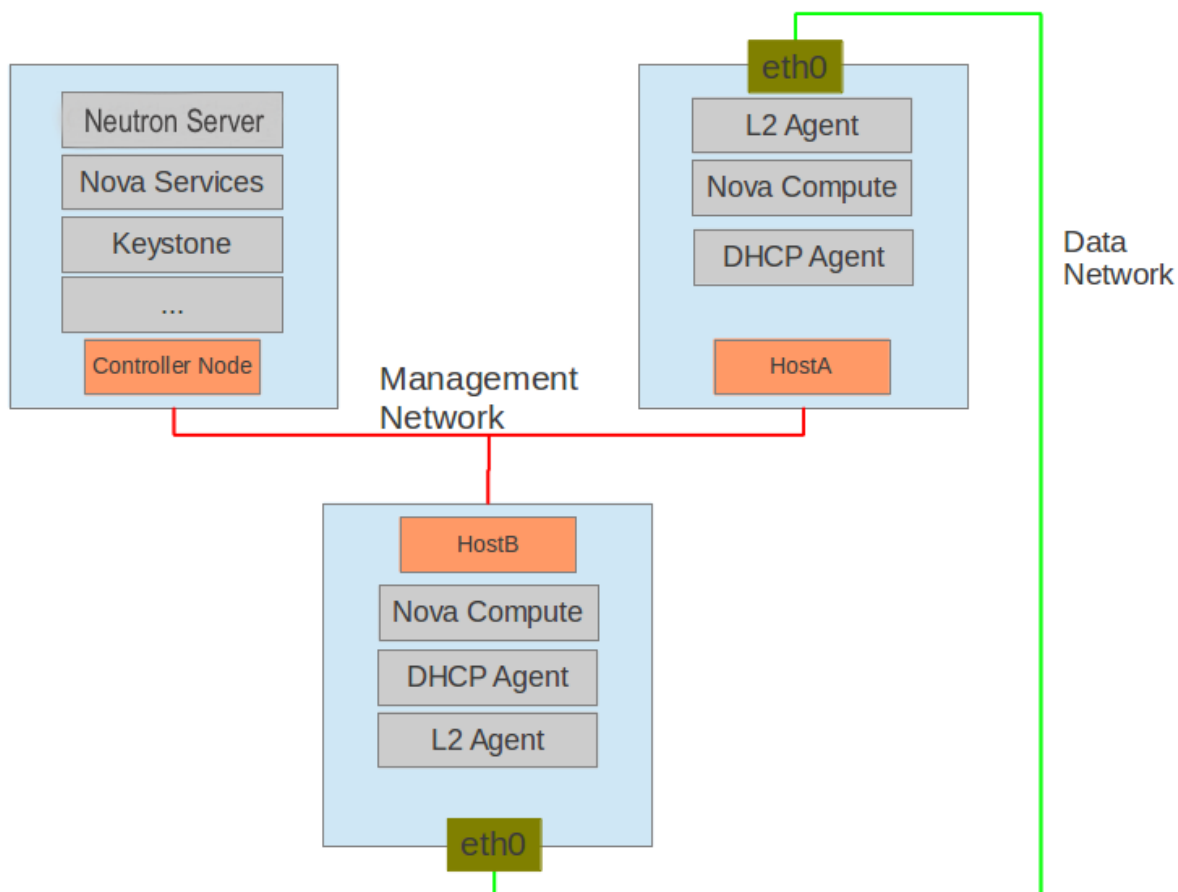 Neutron Server
Nova Services
Keystone
...
Controller Node
Management
Network
eth0
L2 Agent
Nova Compute
DHCP Agent
HostA
Data
Network
HostB
Nova Compute
DHCP Agent
L2 Agent
eth0